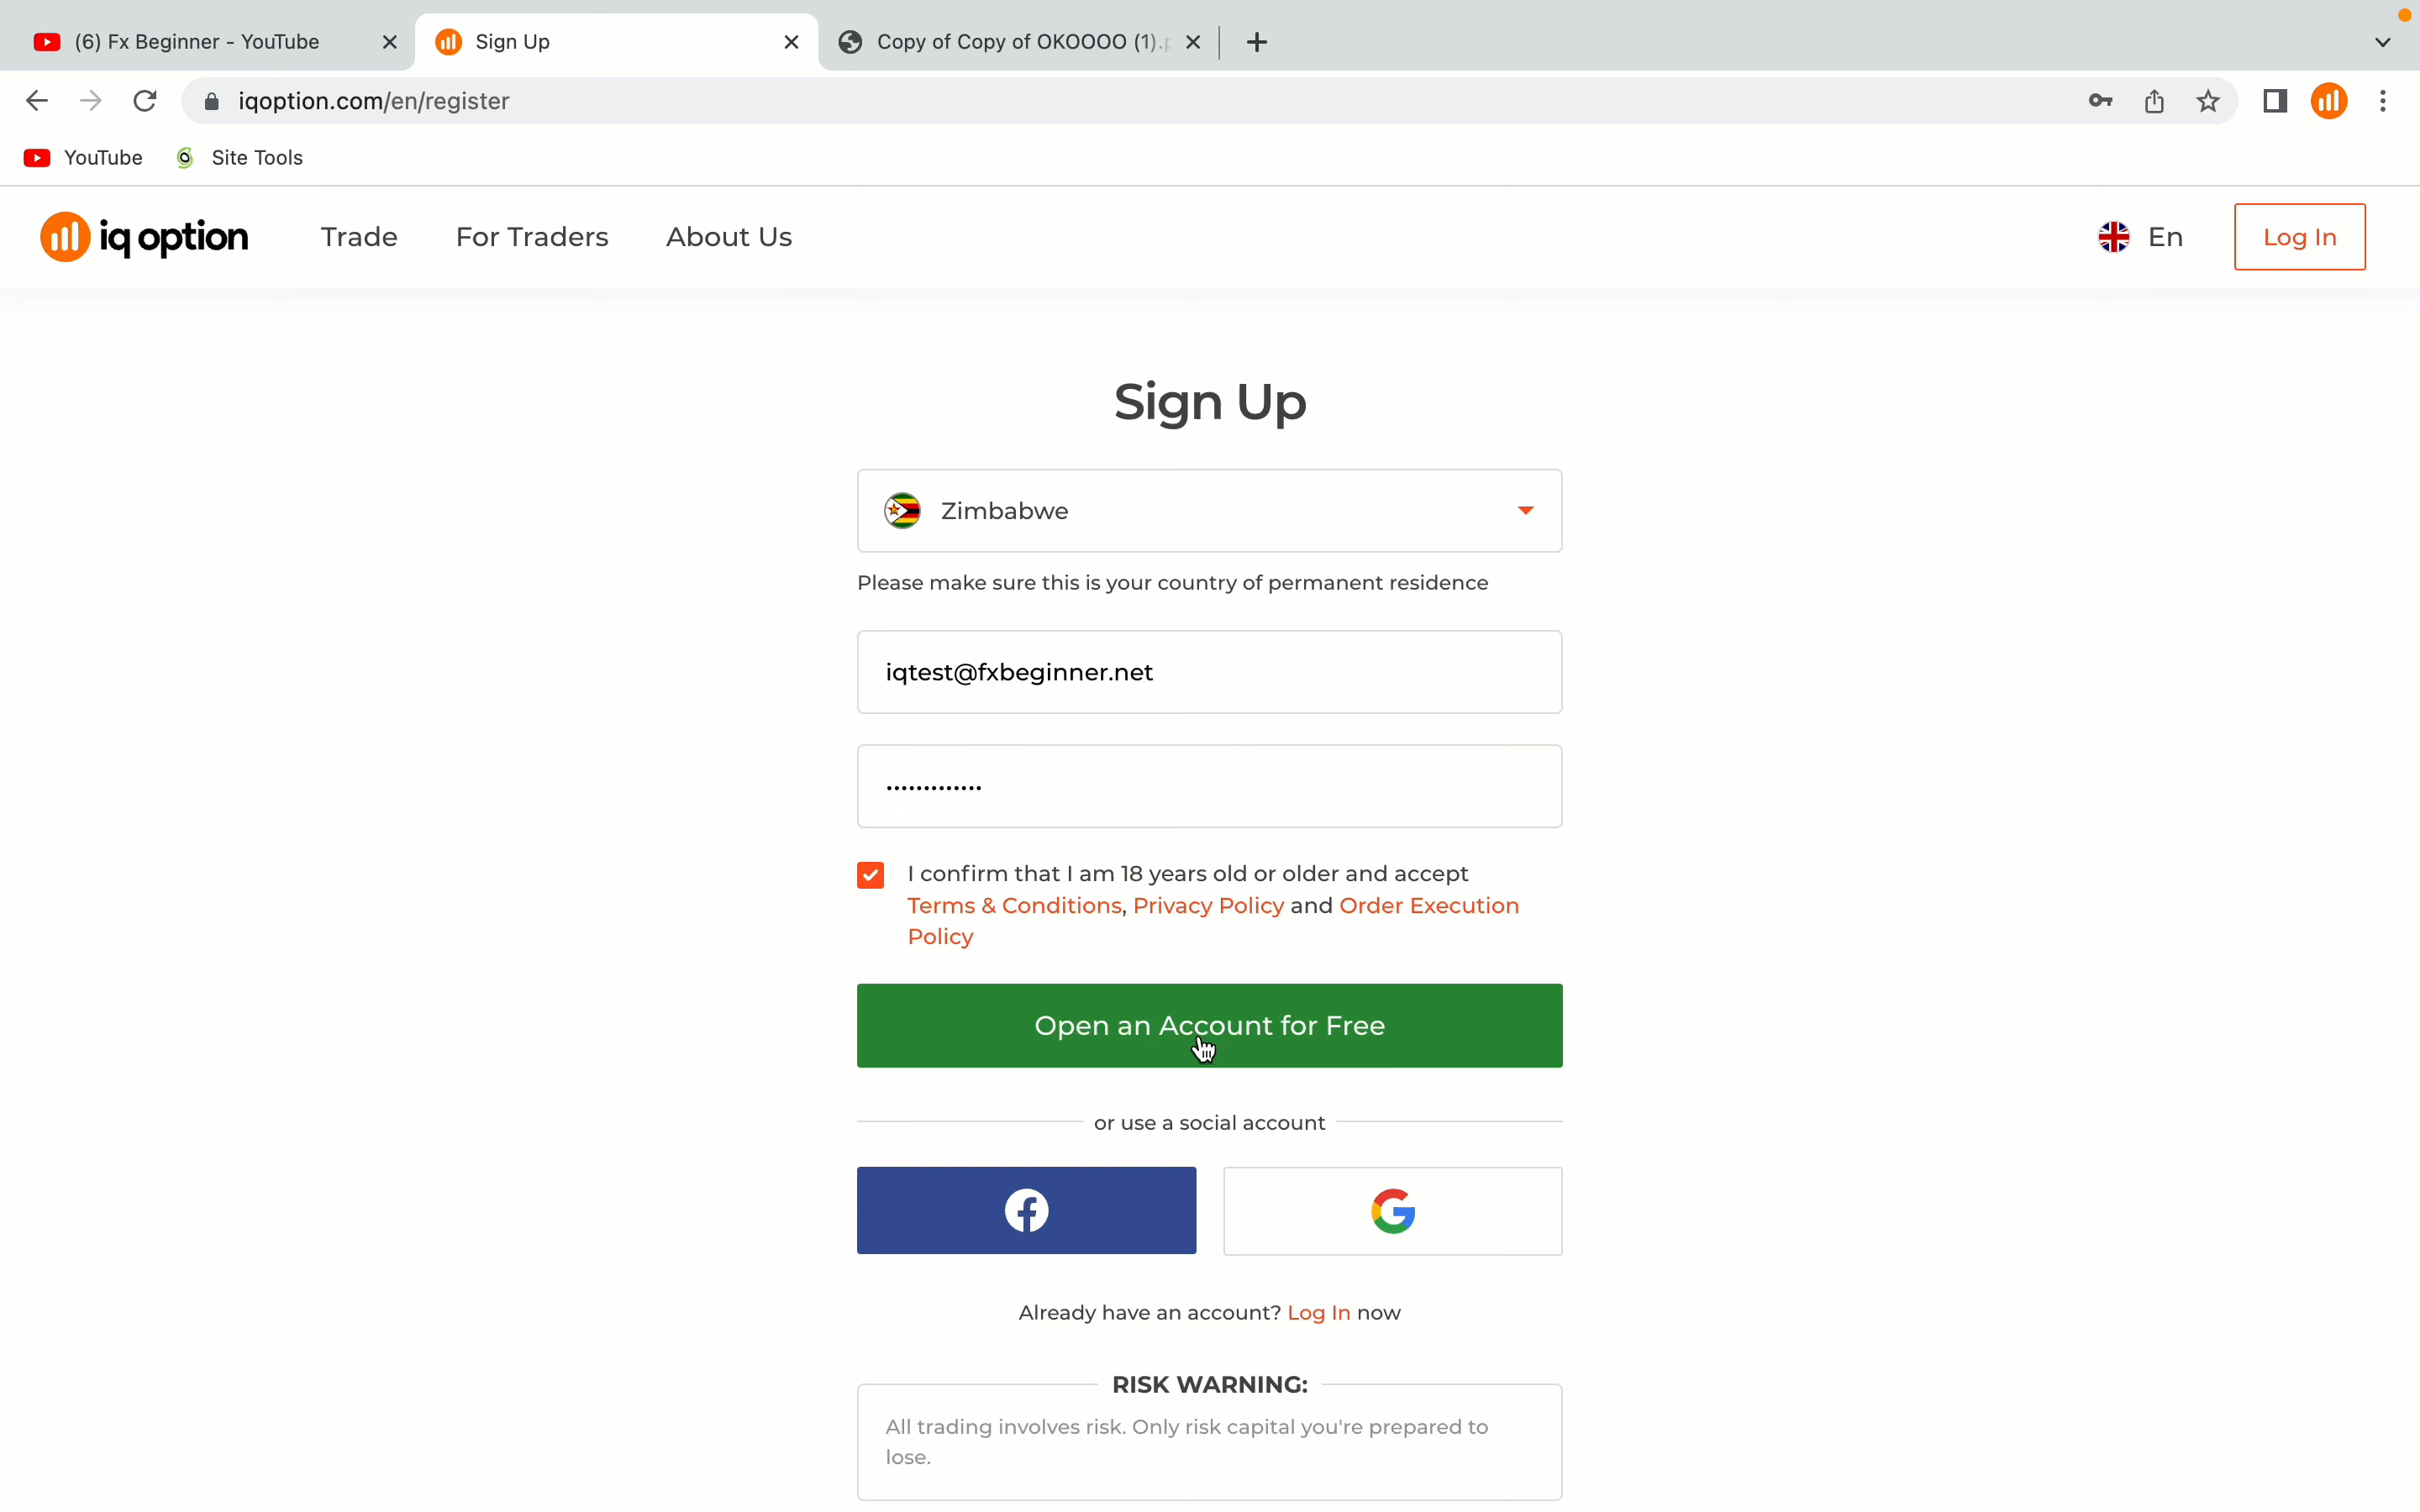 (6) Fx Beginner - YouTube
Sign Up
Copy of Copy of OKOOOO (1).p
iqoption.com/en/register
YouTube
Site Tools
iq option
Trade
For Traders
About Us
En
Log In
Sign Up
Zimbabwe
Please make sure this is your country of permanent residence
iqtest@fxbeginner.net
•••••••••••••
I confirm that I am 18 years old or older and accept
Terms & Conditions, Privacy Policy and Order Execution
Policy
Open an Account for Free
or use a social account
Already have an account? Log In now
RISK WARNING:
All trading involves risk. Only risk capital you're prepared to
lose.